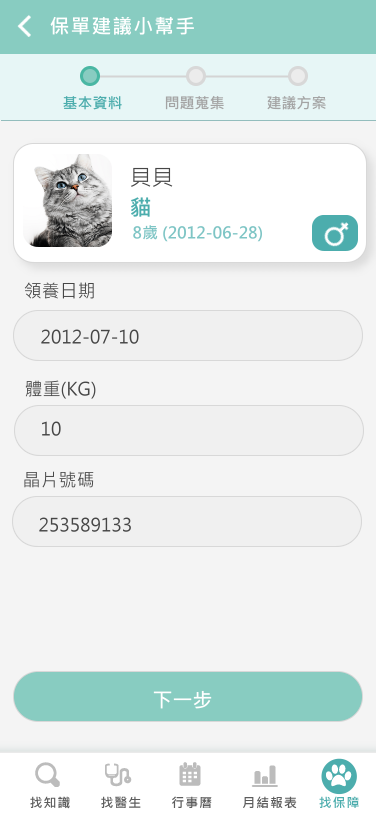 保單建議小幫手
基本資料 問題蒐集 建議方案
貝貝
貓
8歲 (2012-06-28)
領養日期
2012-07-10
體重(KG)
10
晶片號碼
253589133
下一步
找知識 找醫生 行事曆 月結報表 找保障